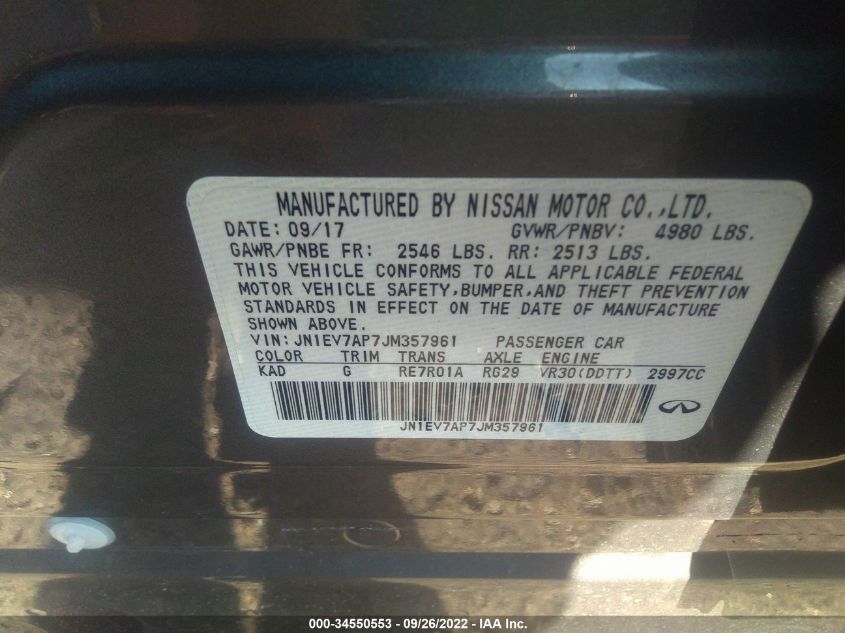 MANUFACTURED BY NISSAN MOTOR CO.,LTD.
DATE: 09/17 GVWR/PNBV: 4980 LBS.
GAWR/PNBE FR: 2546 LBS. RR: 2513 LBS.
THIS VEHICLE CONFORMS TO ALL APPLICABLE FEDERAL
MOTOR VEHICLE SAFETY,BUMPER,AND THEFT PREVENTION
STANDARDS IN EFFECT ON THE DATE OF MANUFACTURE
SHOWN ABOVE.
VIN: JN1EV7AP7JM357961 PASSENGER CAR
COLOR TRIM TRANS AXLE ENGINE
KAD G RE7R01A RG29 VR30(DDTT) 2997CC
JN1EV7AP7JM357961
000-34550553 - 09/26/2022 - © IAA Inc.